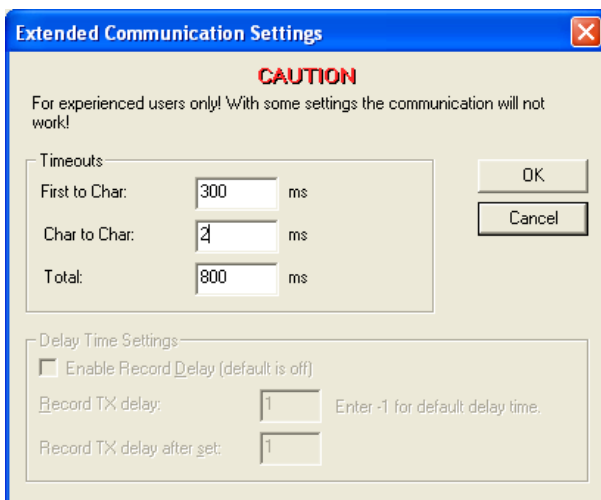 Extended Communication Settings
CAUTION
For experienced users only! With some settings the communication will not
work!
Timeouts
First to Char: 300 ms
OK
Char to Char: 2 ms
Cancel
Total: 800 ms
Delay Time Settings
Enable Record Delay (default is off)
Record TX delay: 1 Enter -1 for default delay time.
Record TX delay after set: 1